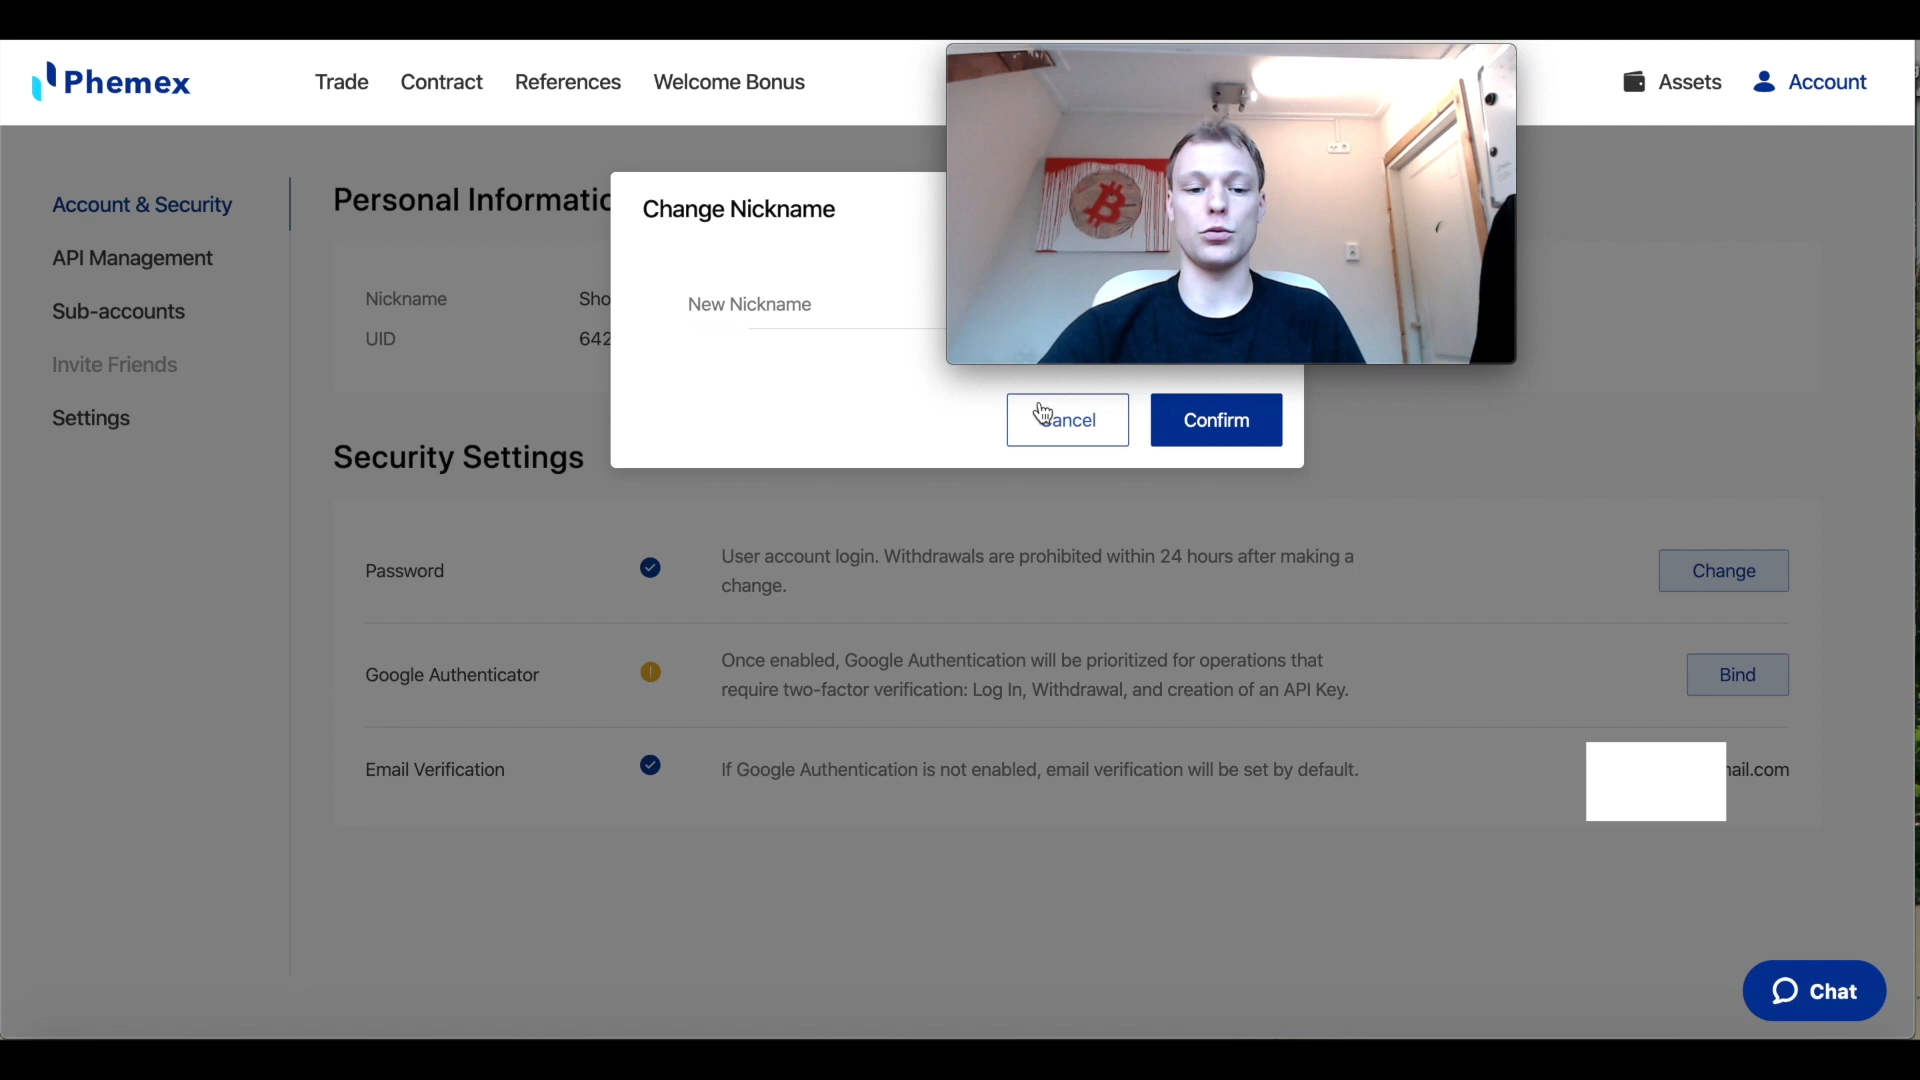 Phemex
Trade
Contract
References
Welcome Bonus
Assets
Account
Account & Security
API Management
Sub-accounts
Invite Friends
Settings
Personal Informatio
Nickname
Sho
UID
642
Change Nickname
New Nickname
Cancel
Confirm
Security Settings
Password
User account login. Withdrawals are prohibited within 24 hours after making a
change.
Change
Google Authenticator
Once enabled, Google Authentication will be prioritized for operations that
require two-factor verification: Log In, Withdrawal, and creation of an API Key.
Bind
Email Verification
If Google Authentication is not enabled, email verification will be set by default.
ail.com
Chat